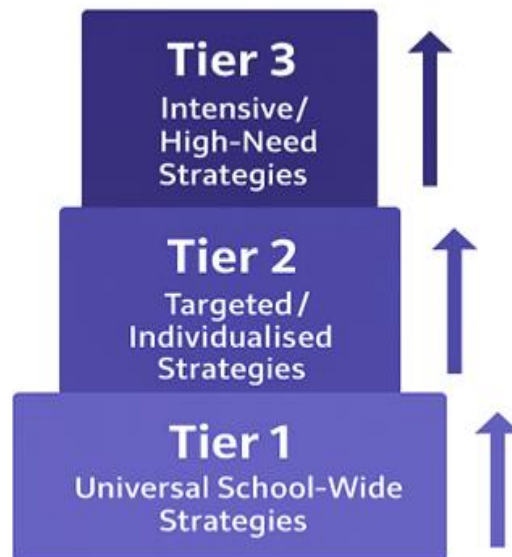 Tier 3
Intensive/
High-Need
Strategies
Tier 2
Targeted/
Individualised
Strategies
Tier 1
Universal School-Wide
Strategies